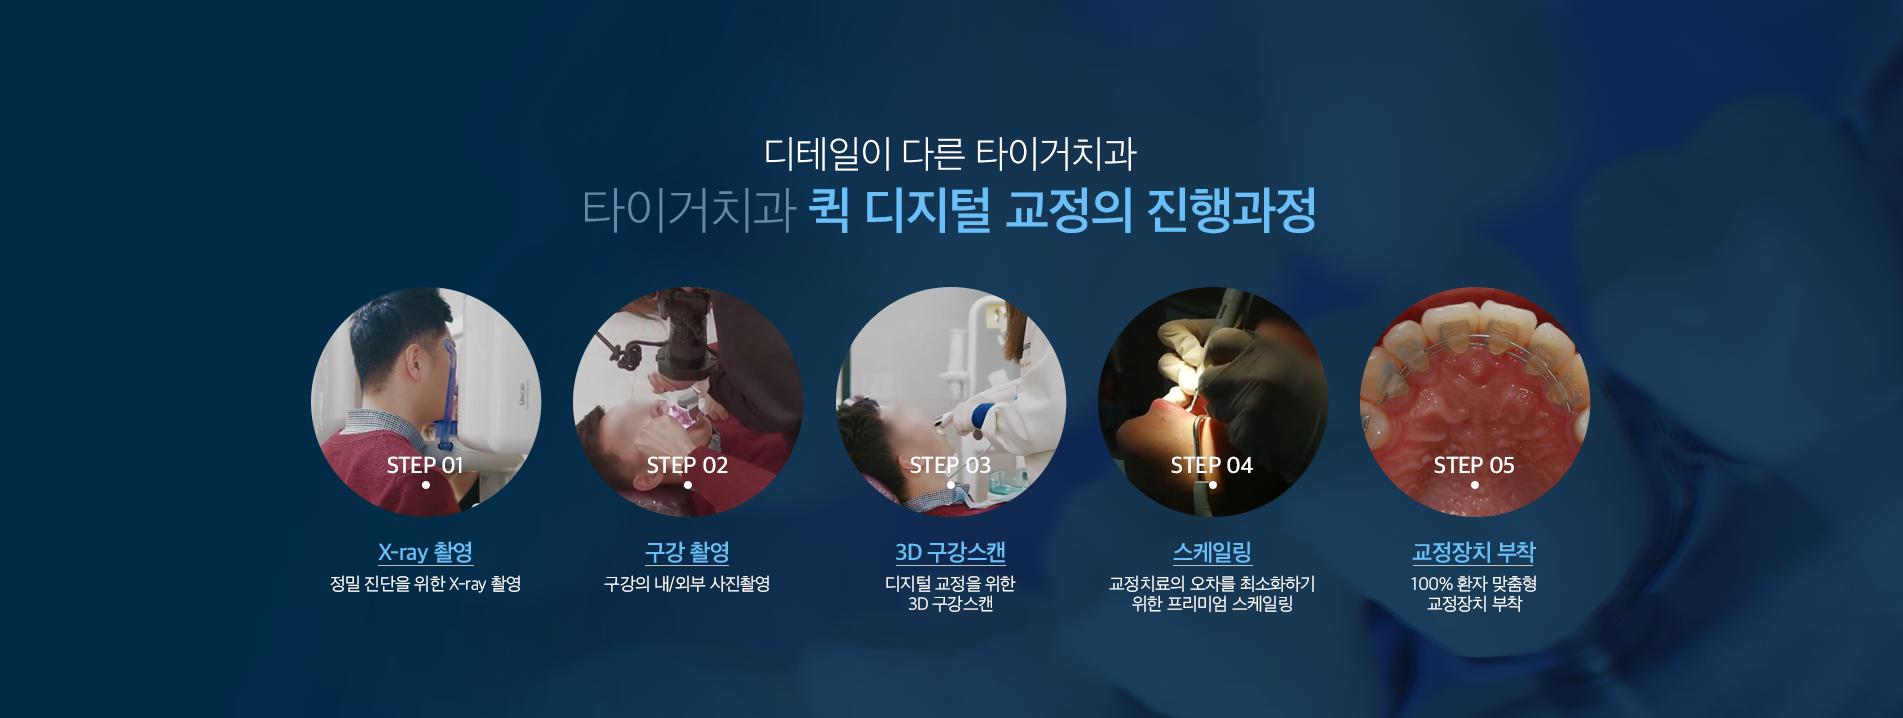 디테일이 다른 타이거치과
타이거치과 퀵 디지털 교정의 진행과정
STEP 01
X-ray 촬영
정밀 진단을 위한 X-ray 촬영
STEP 02
구강 촬영
구강의 내/외부 사진촬영
STEP 03
3D 구강스캔
디지털 교정을 위한
3D 구강스캔
STEP 04
스케일링
교정치료의 오차를 최소화하기
위한 프리미엄 스케일링
STEP 05
교정장치 부착
100% 환자 맞춤형
교정장치 부착